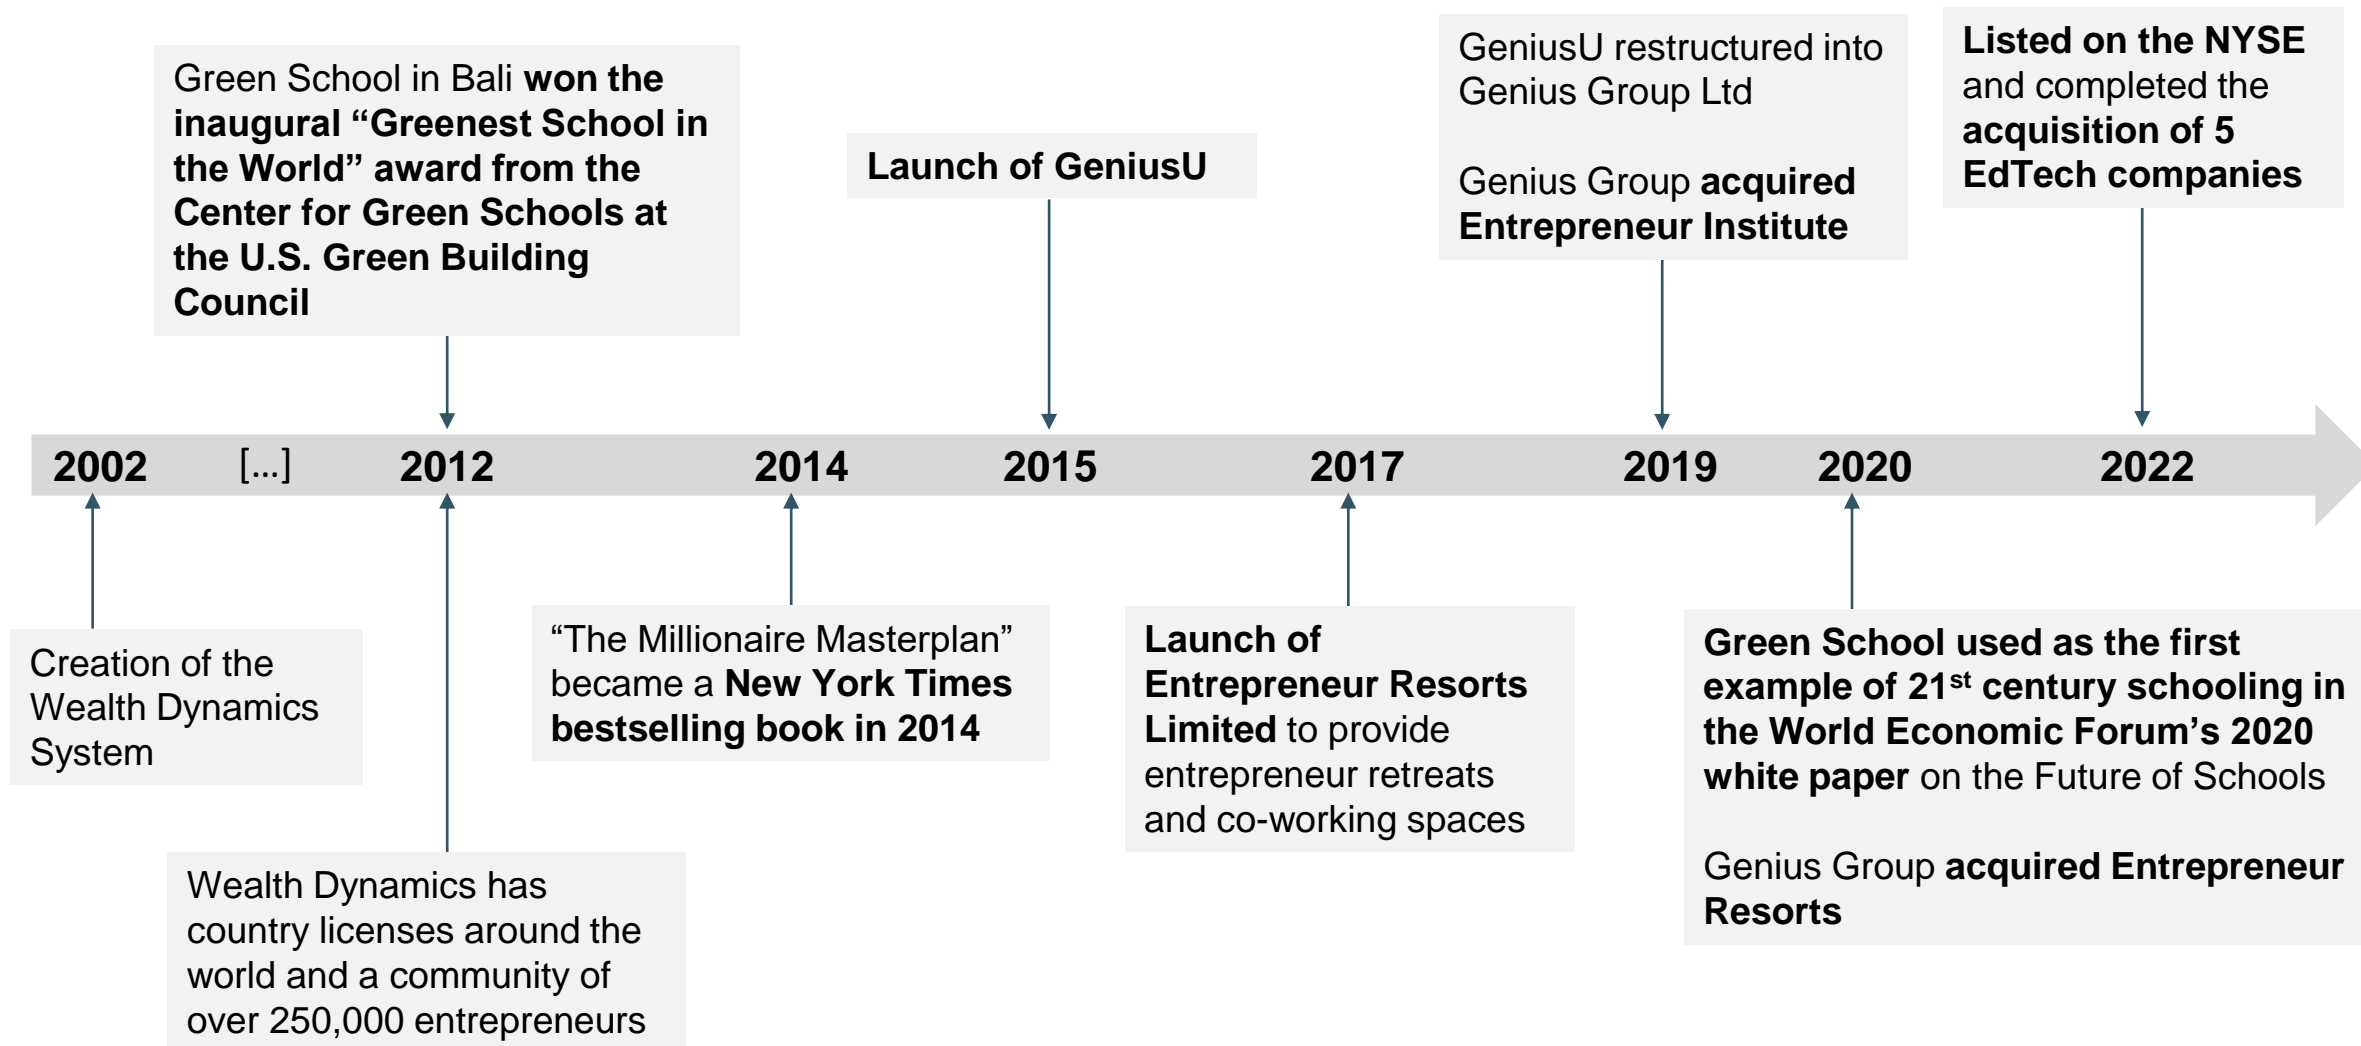 Green School in Bali won the
inaugural “Greenest School in
the World” award from the
Center for Green Schools at
the U.S. Green Building
Council
Launch of GeniusU
GeniusU restructured into
Genius Group Ltd
Genius Group acquired
Entrepreneur Institute
Listed on the NYSE
and completed the
acquisition of 5
EdTech companies
2002 [...] 2012 2014 2015 2017 2019 2020 2022
Creation of the
Wealth Dynamics
System
Wealth Dynamics has
country licenses around the
world and a community of
over 250,000 entrepreneurs
“The Millionaire Masterplan”
became a New York Times
bestselling book in 2014
Launch of
Entrepreneur Resorts
Limited to provide
entrepreneur retreats
and co-working spaces
Green School used as the first
example of 21st century schooling in
the World Economic Forum’s 2020
white paper on the Future of Schools
Genius Group acquired Entrepreneur
Resorts